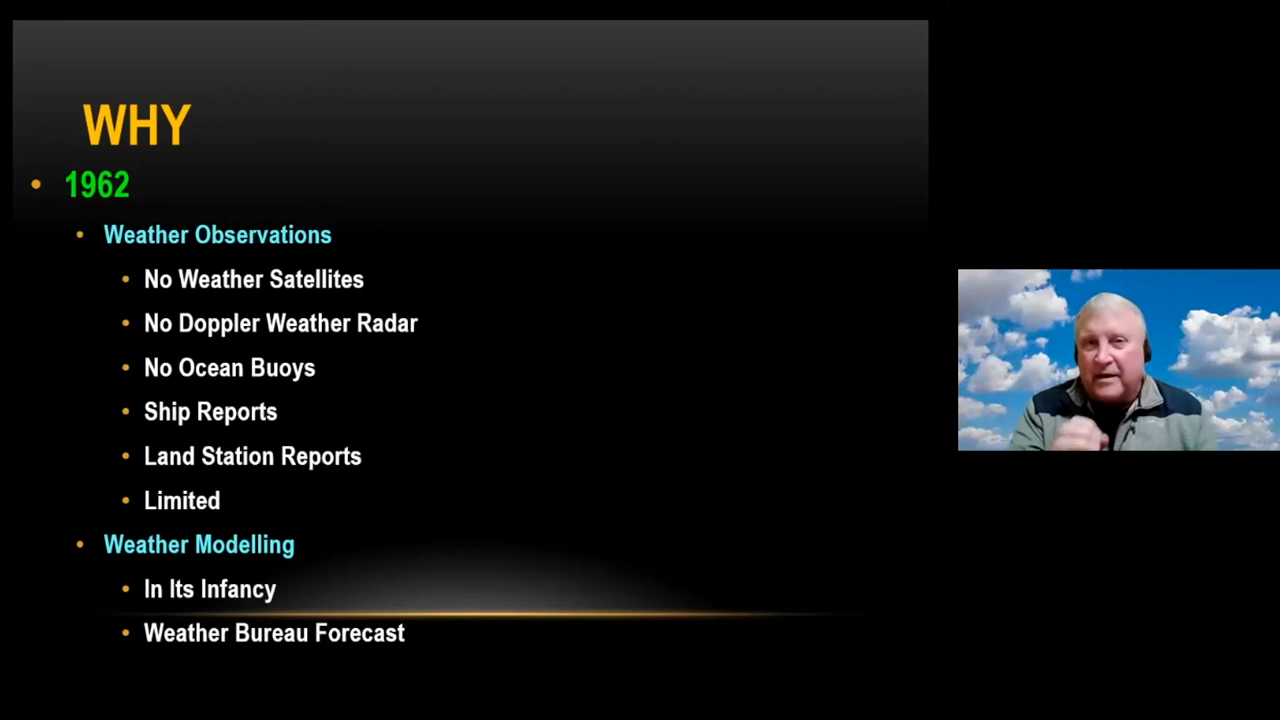 WHY
• 1962
• Weather Observations
• No Weather Satellites
• No Doppler Weather Radar
• No Ocean Buoys
• Ship Reports
• Land Station Reports
• Limited
• Weather Modelling
• In Its Infancy
• Weather Bureau Forecast